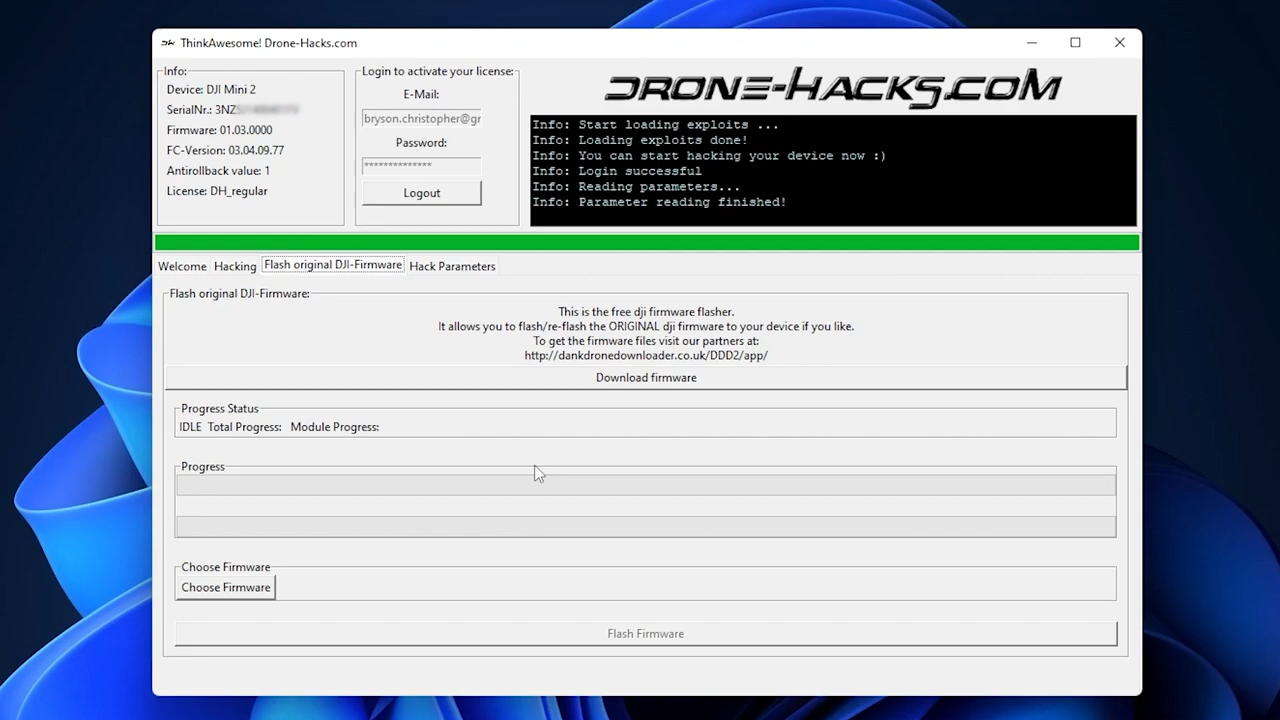 ThinkAwesome! Drone-Hacks.com
Info:
Device: DJI Mini 2
SerialNr.: 3NZ
Firmware: 01.03.0000
FC-Version: 03.04.09.77
Antirollback value: 1
License: DH_regular
Login to activate your license:
E-Mail:
bryson.christopher@gr
Password:
**************
Logout
DRONE-HACKS.COM
Info: Start loading exploits ...
Info: Loading exploits done!
Info: You can start hacking your device now :)
Info: Login successful
Info: Reading parameters...
Info: Parameter reading finished!
Welcome Hacking Flash original DJI-Firmware Hack Parameters
Flash original DJI-Firmware:
This is the free dji firmware flasher.
It allows you to flash/re-flash the ORIGINAL dji firmware to your device if you like.
To get the firmware files visit our partners at:
http://dankdronedownloader.co.uk/DDD2/app/
Download firmware
Progress Status
IDLE Total Progress: Module Progress:
Progress
Choose Firmware
Choose Firmware
Flash Firmware